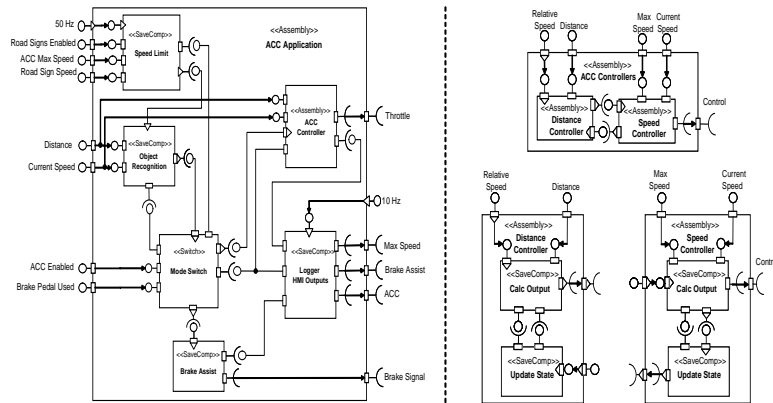 50 Hz
Road Signs Enabled
ACC Max Speed
Road Sign Speed
Distance
Current Speed
ACC Enabled
Brake Pedal Used
<<Assembly>>
ACC Application
<<SaveComp>>
Speed Limit
<<SaveComp>>
Object
Recognition
<<Assembly>>
ACC
Controller
<<Switch>>
Mode Switch
<<SaveComp>>
Logger
HMI Outputs
<<SaveComp>>
Brake Assist
Throttle
10 Hz
Max Speed
Brake Assist
ACC
Brake Signal
Relative
Speed
Distance
Max
Speed
Current
Speed
<<Assembly>>
ACC Controllers
<<Assembly>>
Distance
Controller
<<Assembly>>
Speed
Controller
Control
Relative
Speed
Distance
<<Assembly>>
Distance
Controller
<<SaveComp>>
Calc Output
<<SaveComp>>
Update State
Max
Speed
Current
Speed
<<Assembly>>
Speed
Controller
<<SaveComp>>
Calc Output
<<SaveComp>>
Update State
Contr